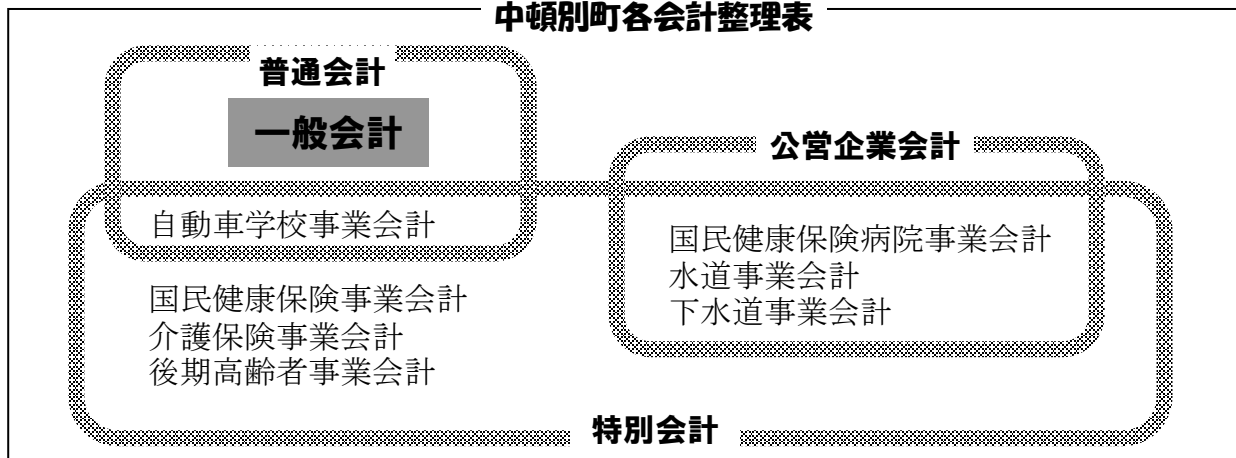 中頓別町各会計整理表
普通会計
一般会計
公営企業会計
自動車学校事業会計
国民健康保険病院事業会計
水道事業会計
下水道事業会計
国民健康保険事業会計
介護保険事業会計
後期高齢者事業会計
特別会計